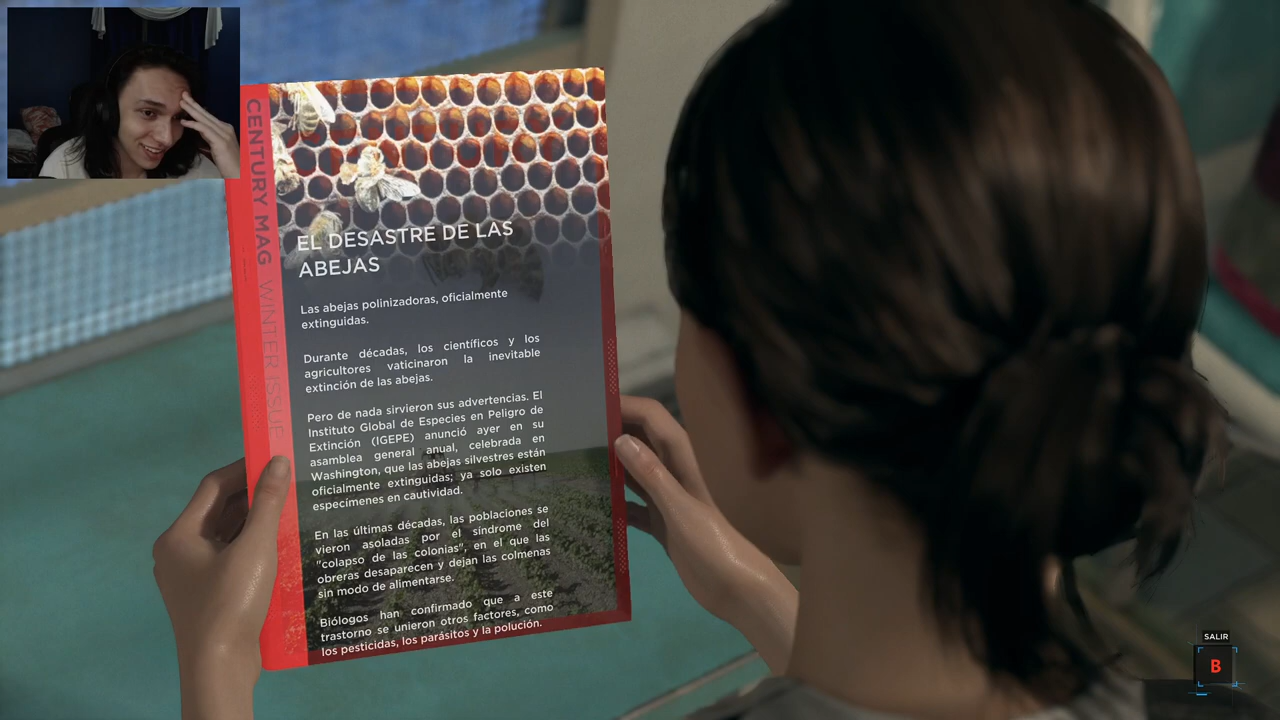 CENTURY MAG WINTER ISSUE
EL DESASTRE DE LAS
ABEJAS
Las abejas polinizadoras, oficialmente
extinguidas.
Durante décadas, los científicos y los
agricultores vaticinaron la inevitable
extinción de las abejas.
Pero de nada sirvieron sus advertencias. El
Instituto Global de Especies en Peligro de
Extinción (IGEPE) anunció ayer en su
asamblea general anual, celebrada en
Washington, que las abejas silvestres están
oficialmente extinguidas; ya solo existen
especímenes en cautividad.
En las últimas décadas, las poblaciones se
vieron asoladas por el síndrome del
"colapso de las colonias", en el que las
obreras desaparecen y dejan las colmenas
sin modo de alimentarse.
Biólogos han confirmado que a este
trastorno se unieron otros factores, como
los pesticidas, los parásitos y la polución.
SALIR
B